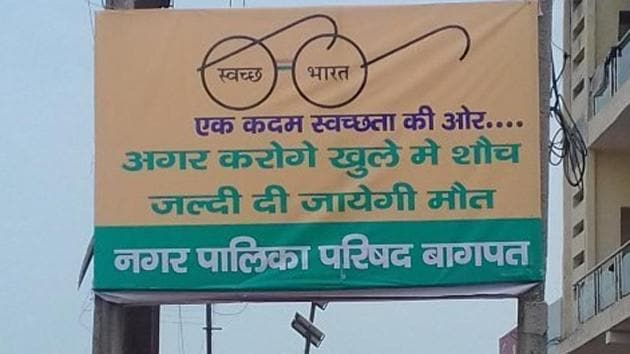 स्वच्छ भारत
एक कदम स्वच्छता की ओर....
अगर करोगे खुले मे शौच
जल्दी दी जायेगी मौत
नगर पालिका परिषद बागपत